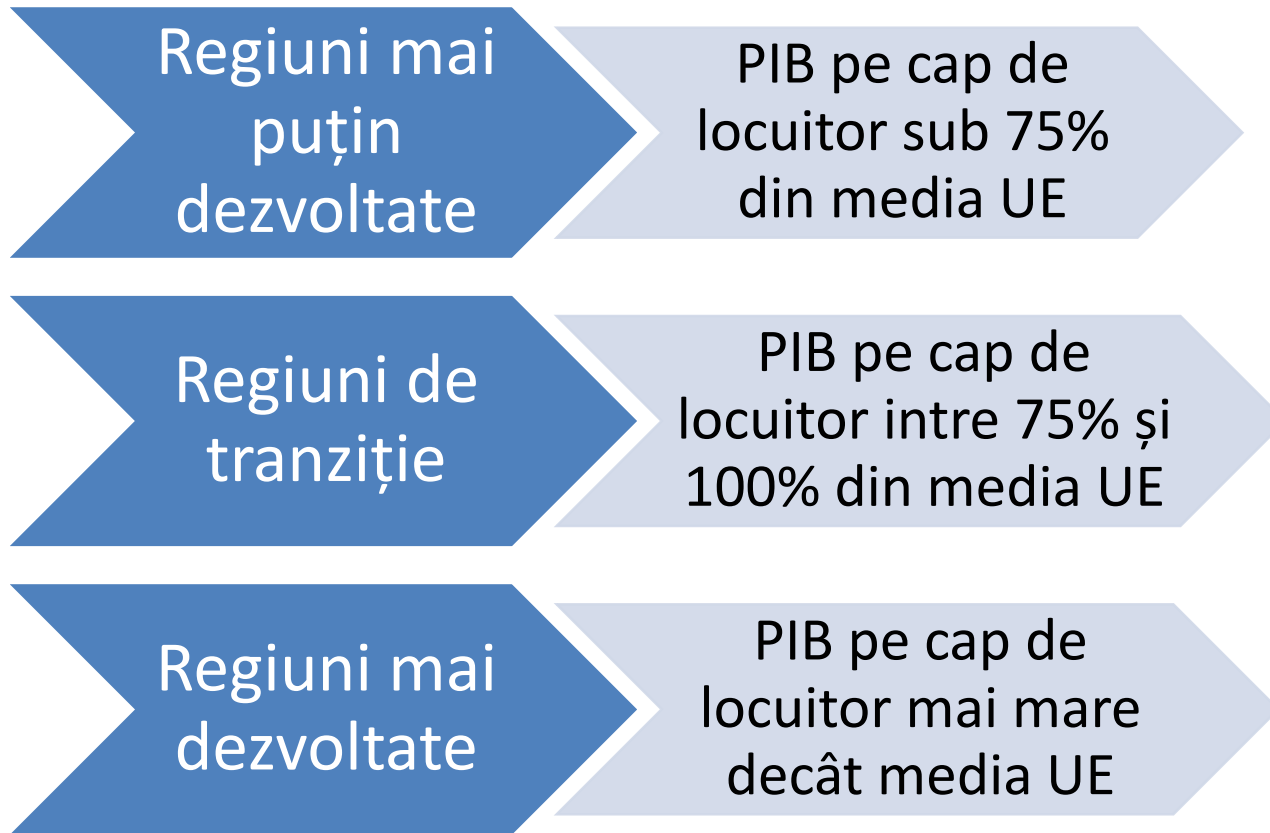 Regiuni mai
puțin
dezvoltate
PIB pe cap de
locuitor sub 75%
din media UE
Regiuni de
tranziție
PIB pe cap de
locuitor intre 75% și
100% din media UE
Regiuni mai
dezvoltate
PIB pe cap de
locuitor mai mare
decât media UE